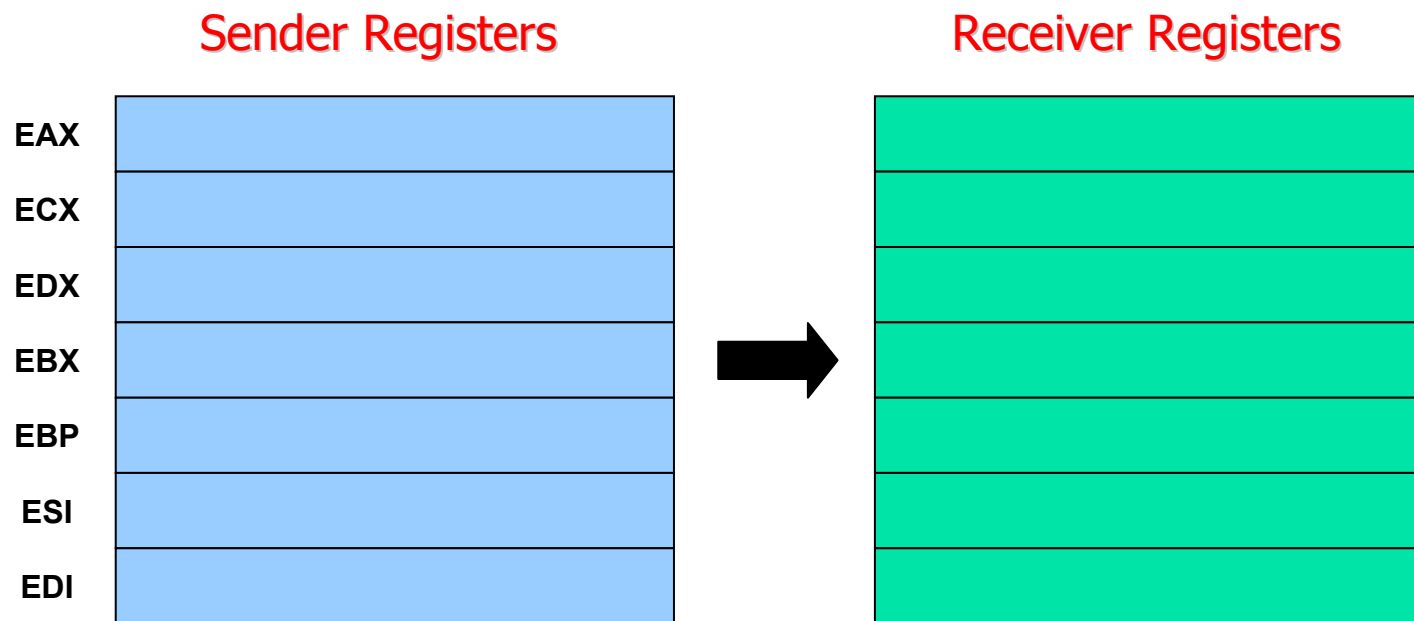 Sender Registers
Receiver Registers
EAX
ECX
EDX
EBX
EBP
ESI
EDI